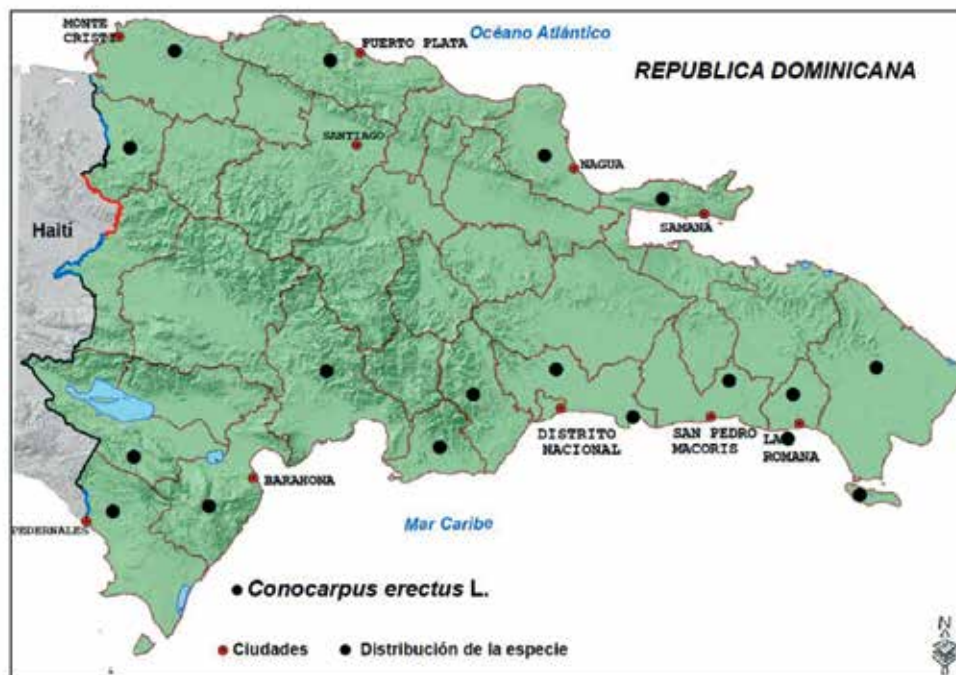 MONTE
CRISTI
PUERTO PLATA
Océano Atlántico
REPUBLICA DOMINICANA
SANTIAGO
NAGUA
SAMANÁ
Haití
DISTRITO
NACIONAL
SAN PEDRO
MACORIS
LA
ROMANA
BARAHONA
PEDERNALES
Mar Caribe
Conocarpus erectus L.
Ciudades
Distribución de la especie
N